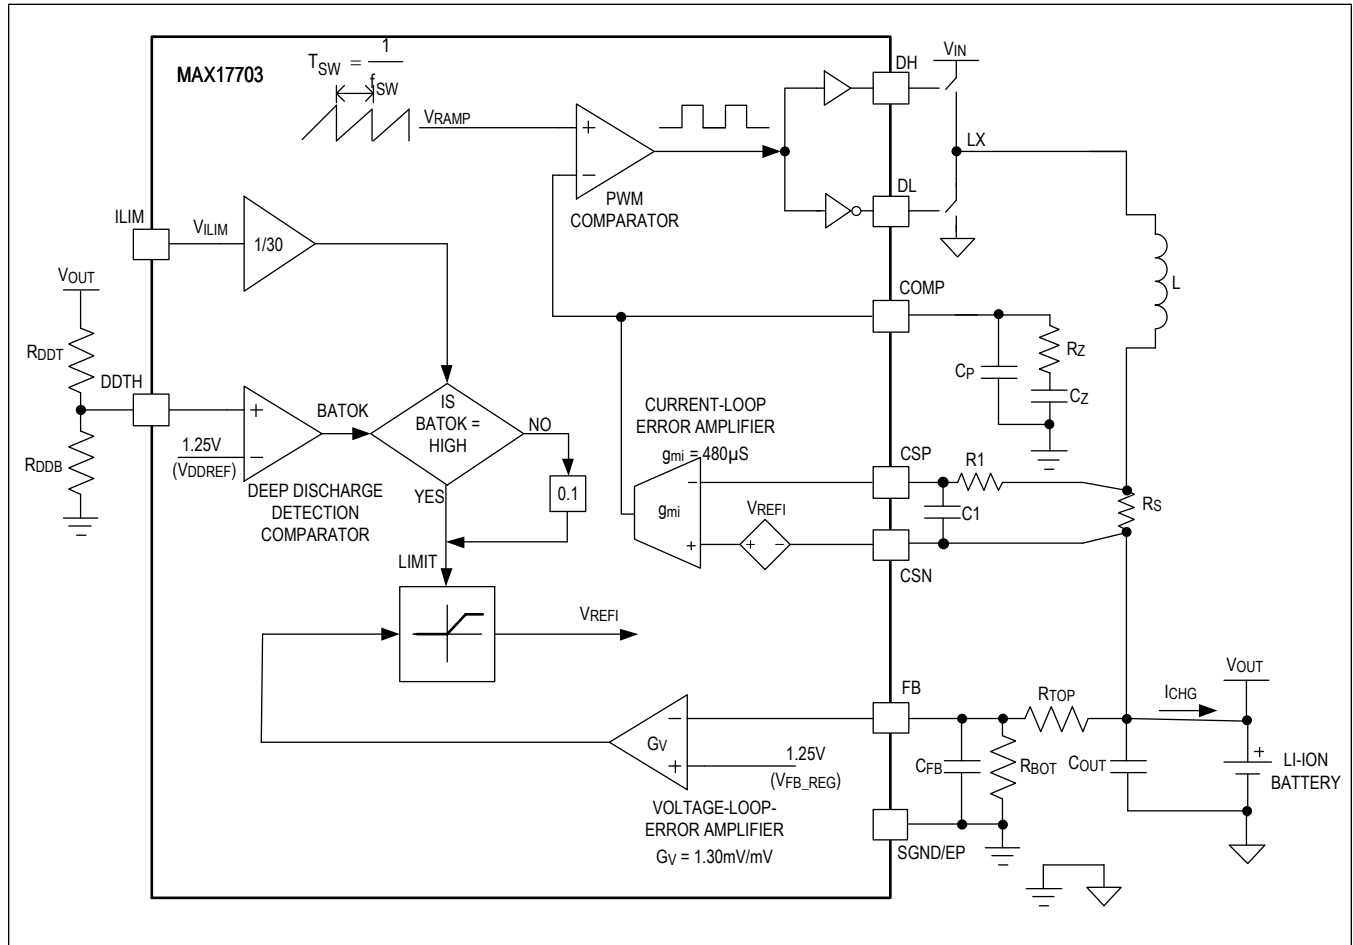 MAX17703
TSW = 1
fSW
VRAMP
+
−
PWM
COMPARATOR
DH
VIN
LX
DL
ILIM
VILIM
1/30
VOUT
RDDT
DDTH
RDDB
1.25V
(VDDREF)
+
−
BATOK
DEEP DISCHARGE
DETECTION
COMPARATOR
IS
BATOK =
HIGH
NO
YES
0.1
LIMIT
VREFI
COMP
CP
RZ
CZ
L
CURRENT-LOOP
ERROR AMPLIFIER
gmi = 480µS
gmi
−
+
VREFI
+ −
CSP
R1
C1
CSN
RS
FB
RTOP
ICHG
VOUT
GV
−
+
1.25V
(VFB_REG)
CFB
RBOT
COUT
+
LI-ION
BATTERY
VOLTAGE-LOOP-
ERROR AMPLIFIER
GV = 1.30mV/mV
SGND/EP